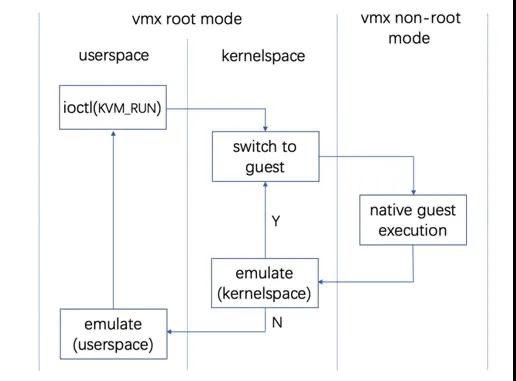 vmx root mode
vmx non-root
mode
userspace
kernelspace
ioctl(KVM_RUN)
switch to
guest
native guest
execution
Y
emulate
(kernelspace)
N
emulate
(userspace)